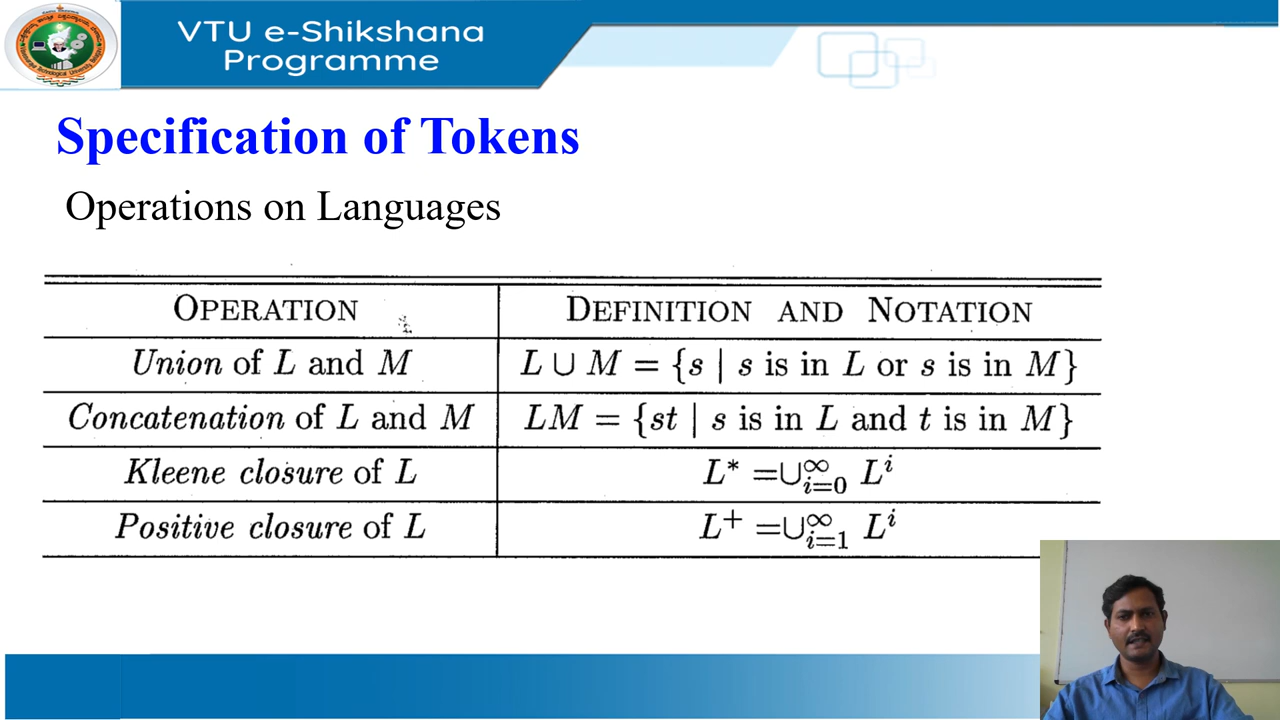 VTU e-Shikshana
Programme
Specification of Tokens
Operations on Languages
OPERATION
DEFINITION AND NOTATION
Union of L and M
L ∪ M = {s | s is in L or s is in M}
Concatenation of L and M
LM = {st | s is in L and t is in M}
Kleene closure of L
L* =∪∞i=0 Lⁱ
Positive closure of L
L⁺ =∪∞i=1 Lⁱ